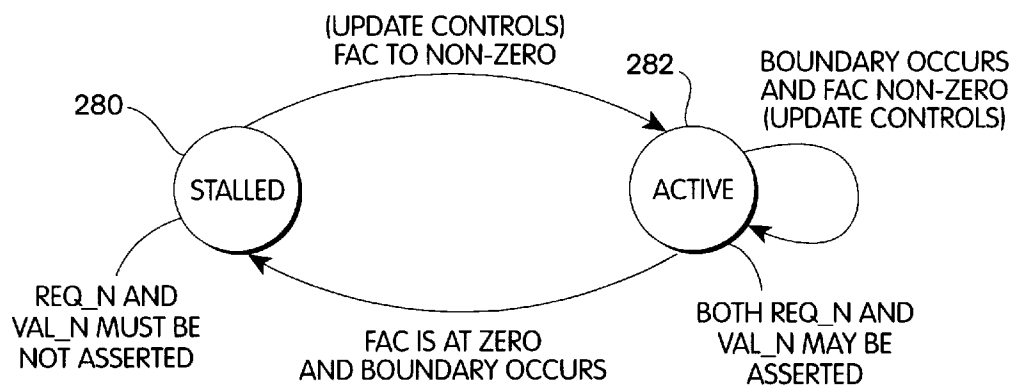 (UPDATE CONTROLS)
FAC TO NON-ZERO
282
BOUNDARY OCCURS
AND FAC NON-ZERO
(UPDATE CONTROLS)
280
STALLED
ACTIVE
REQ_N AND
VAL_N MUST BE
NOT ASSERTED
FAC IS AT ZERO
AND BOUNDARY OCCURS
BOTH REQ_N AND
VAL_N MAY BE
ASSERTED